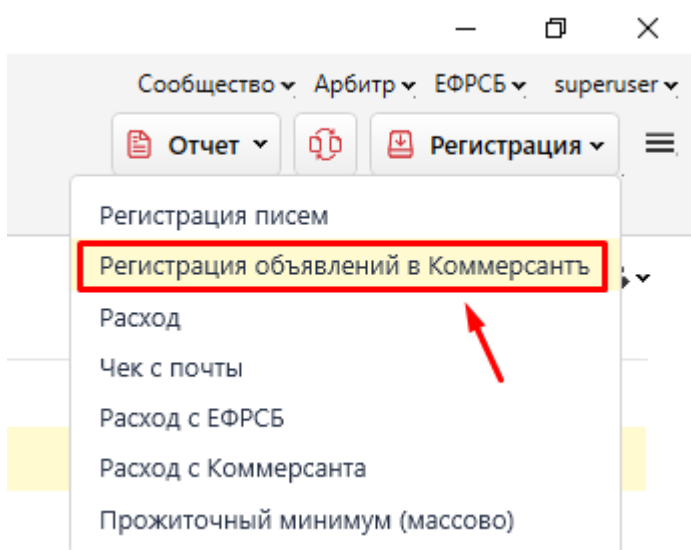 Сообщество Арбитр ЕФРСБ superuser
Отчет Регистрация
Регистрация писем
Регистрация объявлений в Коммерсантъ
Расход
Чек с почты
Расход с ЕФРСБ
Расход с Коммерсанта
Прожиточный минимум (массово)